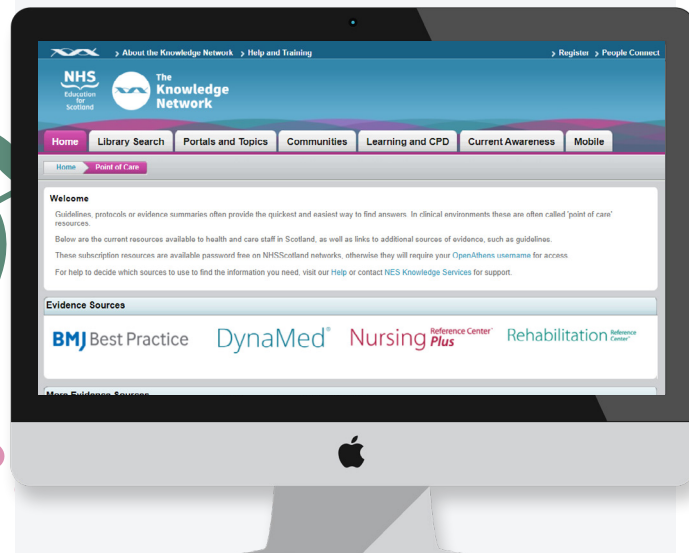 > About the Knowledge Network > Help and Training > Register > People Connect
NHS
Education
for
Scotland
The
Knowledge
Network
Home Library Search Portals and Topics Communities Learning and CPD Current Awareness Mobile
Home Point of Care
Welcome
Guidelines, protocols or evidence summaries often provide the quickest and easiest way to find answers. In clinical environments these are often called 'point of care'
resources.
Below are the current resources available to health and care staff in Scotland, as well as links to additional sources of evidence, such as guidelines.
These subscription resources are available password free on NHSScotland networks, otherwise they will require your OpenAthens username for access.
For help to decide which sources to use to find the information you need, visit our Help or contact NES Knowledge Services for support.
Evidence Sources
BMJ Best Practice DynaMed® Nursing Reference Center™ Plus Rehabilitation Reference Center™
More Evidence Sources